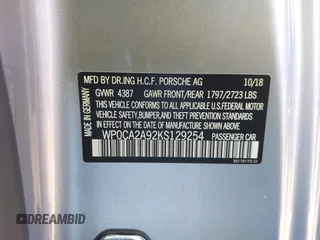 MFD BY DR.ING H.C.F. PORSCHE AG 10/18
GVWR 4387 GAWR FRONT/REAR 1797/2723 LBS
THIS VEHICLE CONFORMS TO ALL APPLICABLE
U.S.FEDERAL MOTOR VEHICLE SAFETY, BUMPER, AND
THEFT PREVENTION STANDARDS IN EFFECT ON THE
DATE OF MANUFACTURE SHOWN ABOVE
WP0CA2A92KS129254 PASSENGER CAR
MADE IN GERMANY
DREAMBID